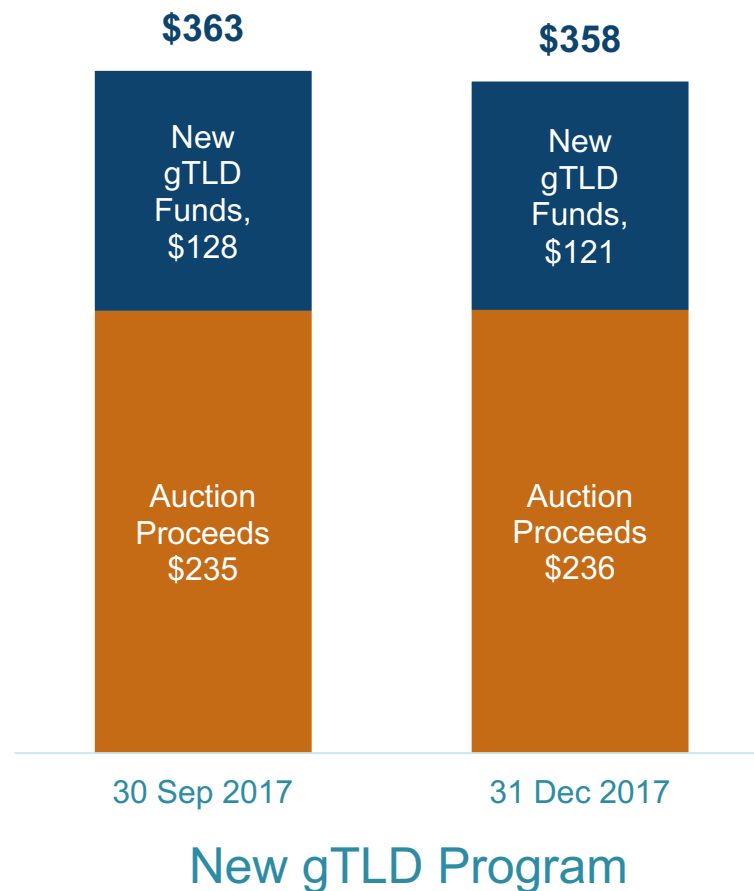 $363
$358
New
gTLD
Funds,
$128
New
gTLD
Funds,
$121
Auction
Proceeds
$235
Auction
Proceeds
$236
30 Sep 2017
31 Dec 2017
New gTLD Program